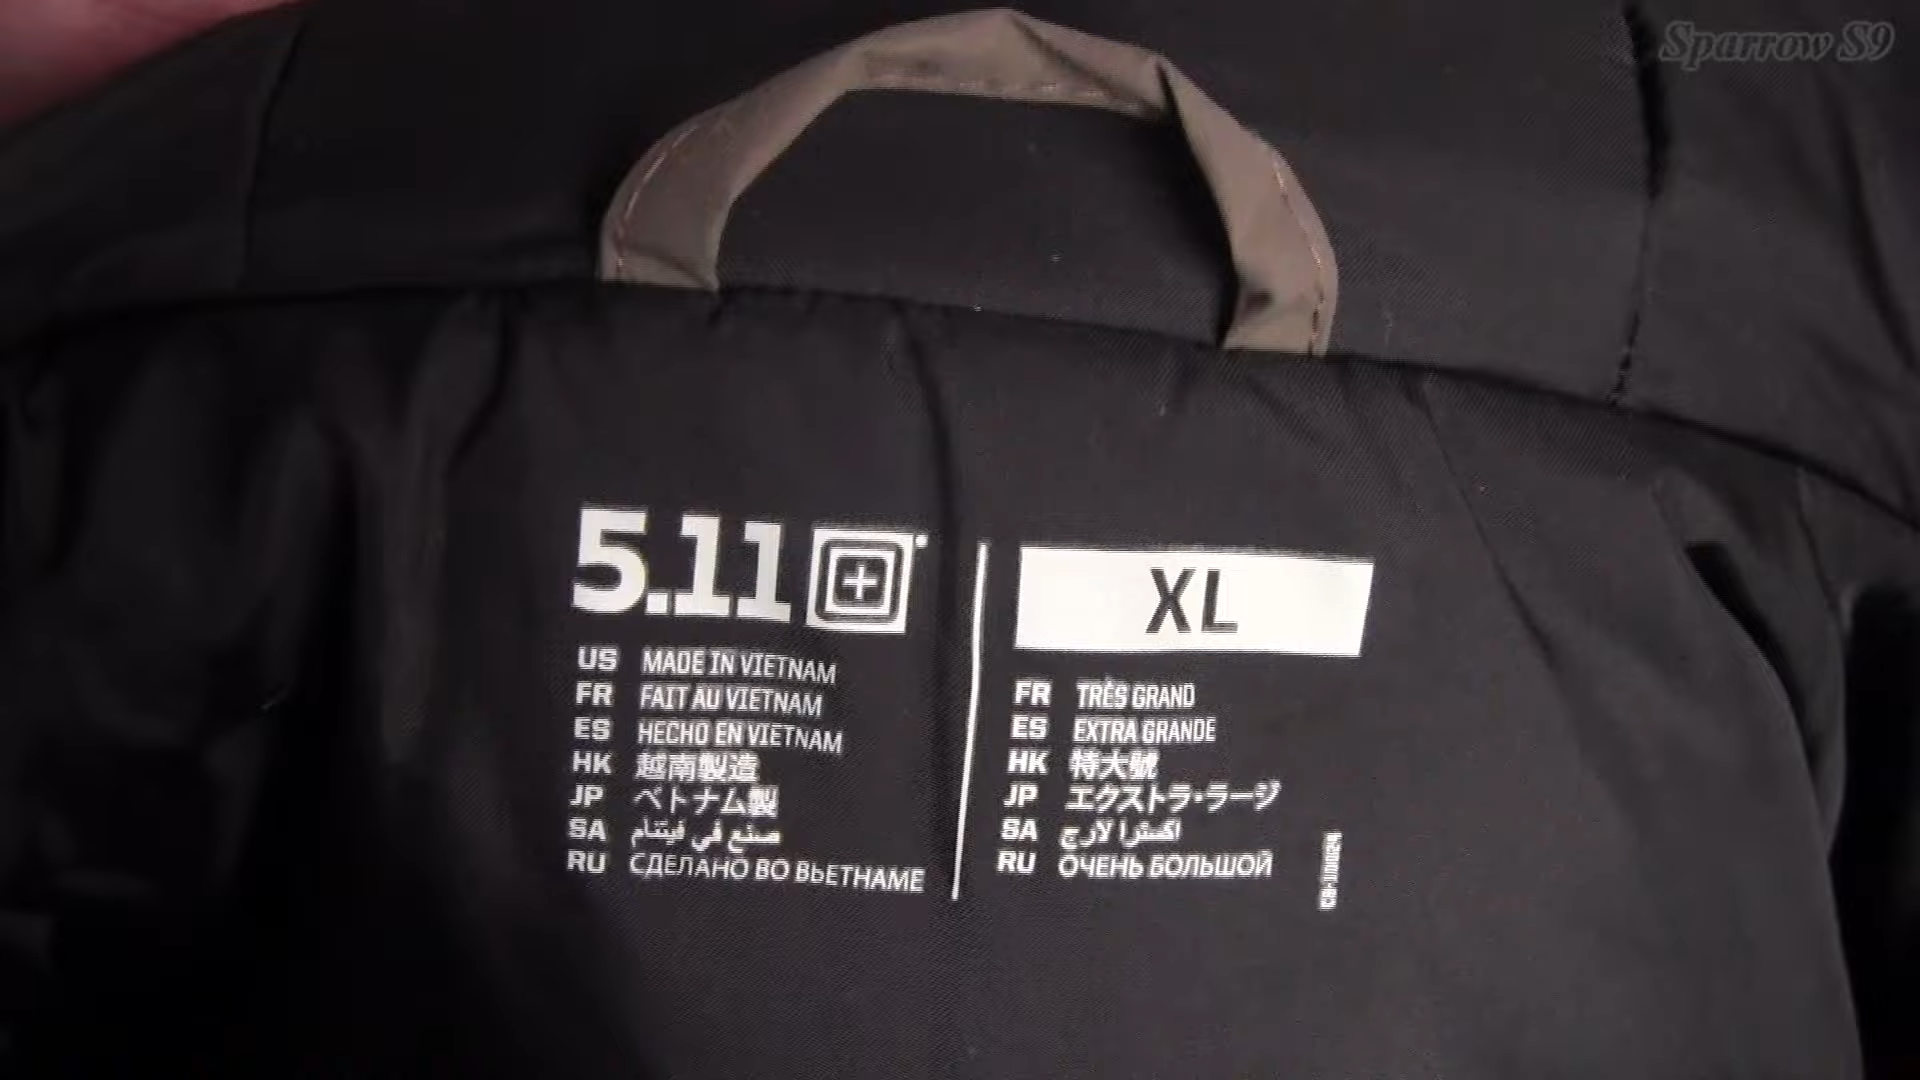 Sparrow S9
5.11
US MADE IN VIETNAM
FR FAIT AU VIETNAM
ES HECHO EN VIETNAM
HK 越南製造
JP ベトナム製
SA صنع في فيتنام
RU СДЕЛАНО ВО ВЬЕТНАМЕ
XL
FR TRÈS GRAND
ES EXTRA GRANDE
HK 特大號
JP エクストラ・ラージ
SA اكسترا لارج
RU ОЧЕНЬ БОЛЬШОЙ